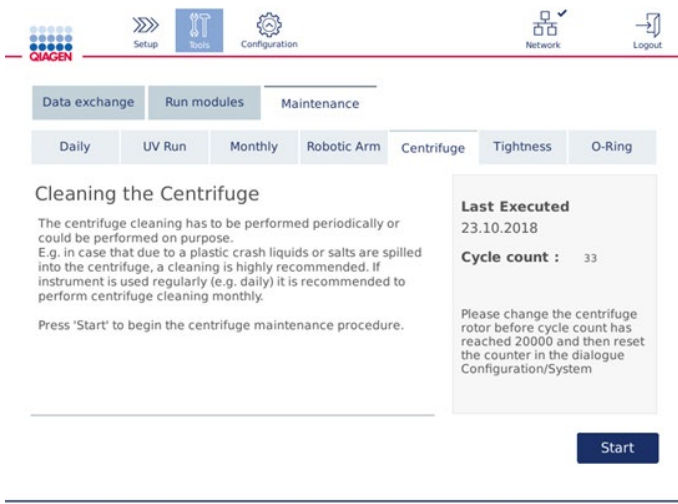 QIAGEN
Setup
Tools
Configuration
Network
Logout
Data exchange
Run modules
Maintenance
Daily
UV Run
Monthly
Robotic Arm
Centrifuge
Tightness
O-Ring
Cleaning the Centrifuge
The centrifuge cleaning has to be performed periodically or
could be performed on purpose.
E.g. in case that due to a plastic crash liquids or salts are spilled
into the centrifuge, a cleaning is highly recommended. If
instrument is used regularly (e.g. daily) it is recommended to
perform centrifuge cleaning monthly.
Press 'Start' to begin the centrifuge maintenance procedure.
Last Executed
23.10.2018
Cycle count : 33
Please change the centrifuge
rotor before cycle count has
reached 20000 and then reset
the counter in the dialogue
Configuration/System
Start